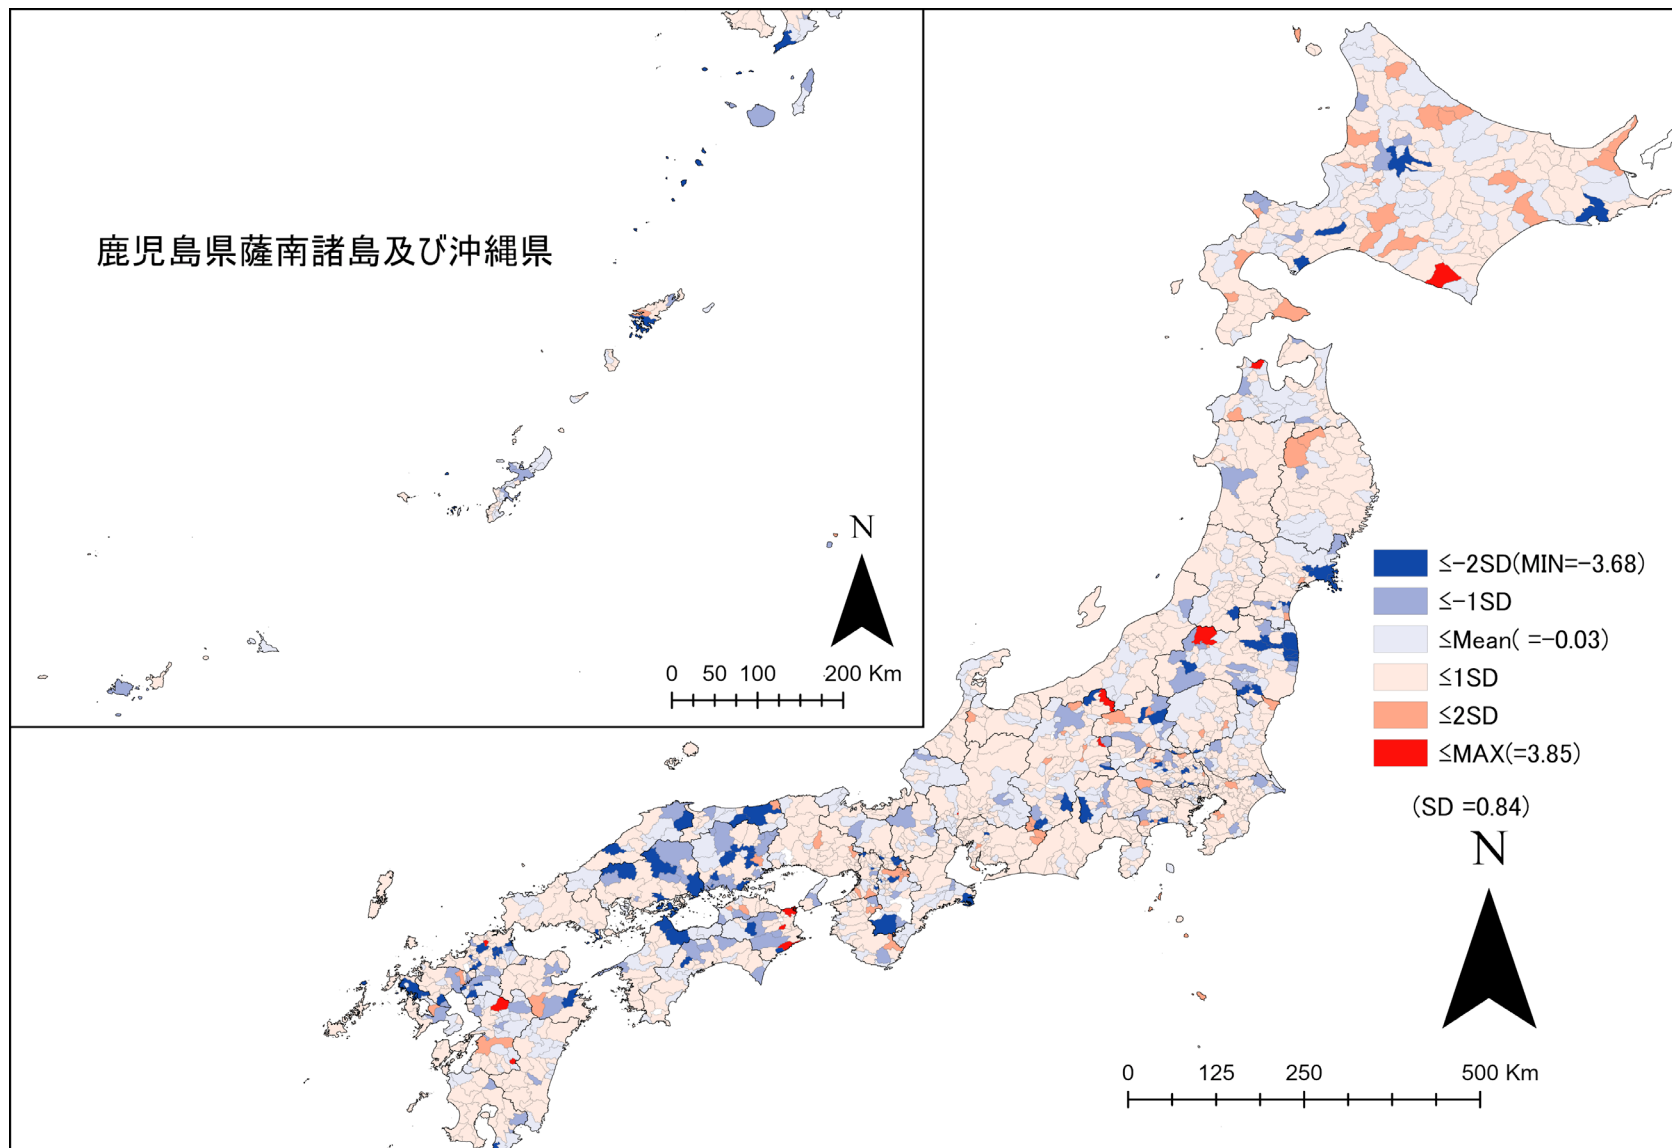 鹿児島県薩南諸島及び沖縄県
N
0 50 100 200 Km
≤-2SD(MIN=-3.68)
≤-1SD
≤Mean( =-0.03)
≤1SD
≤2SD
≤MAX(=3.85)
(SD =0.84)
N
0 125 250 500 Km